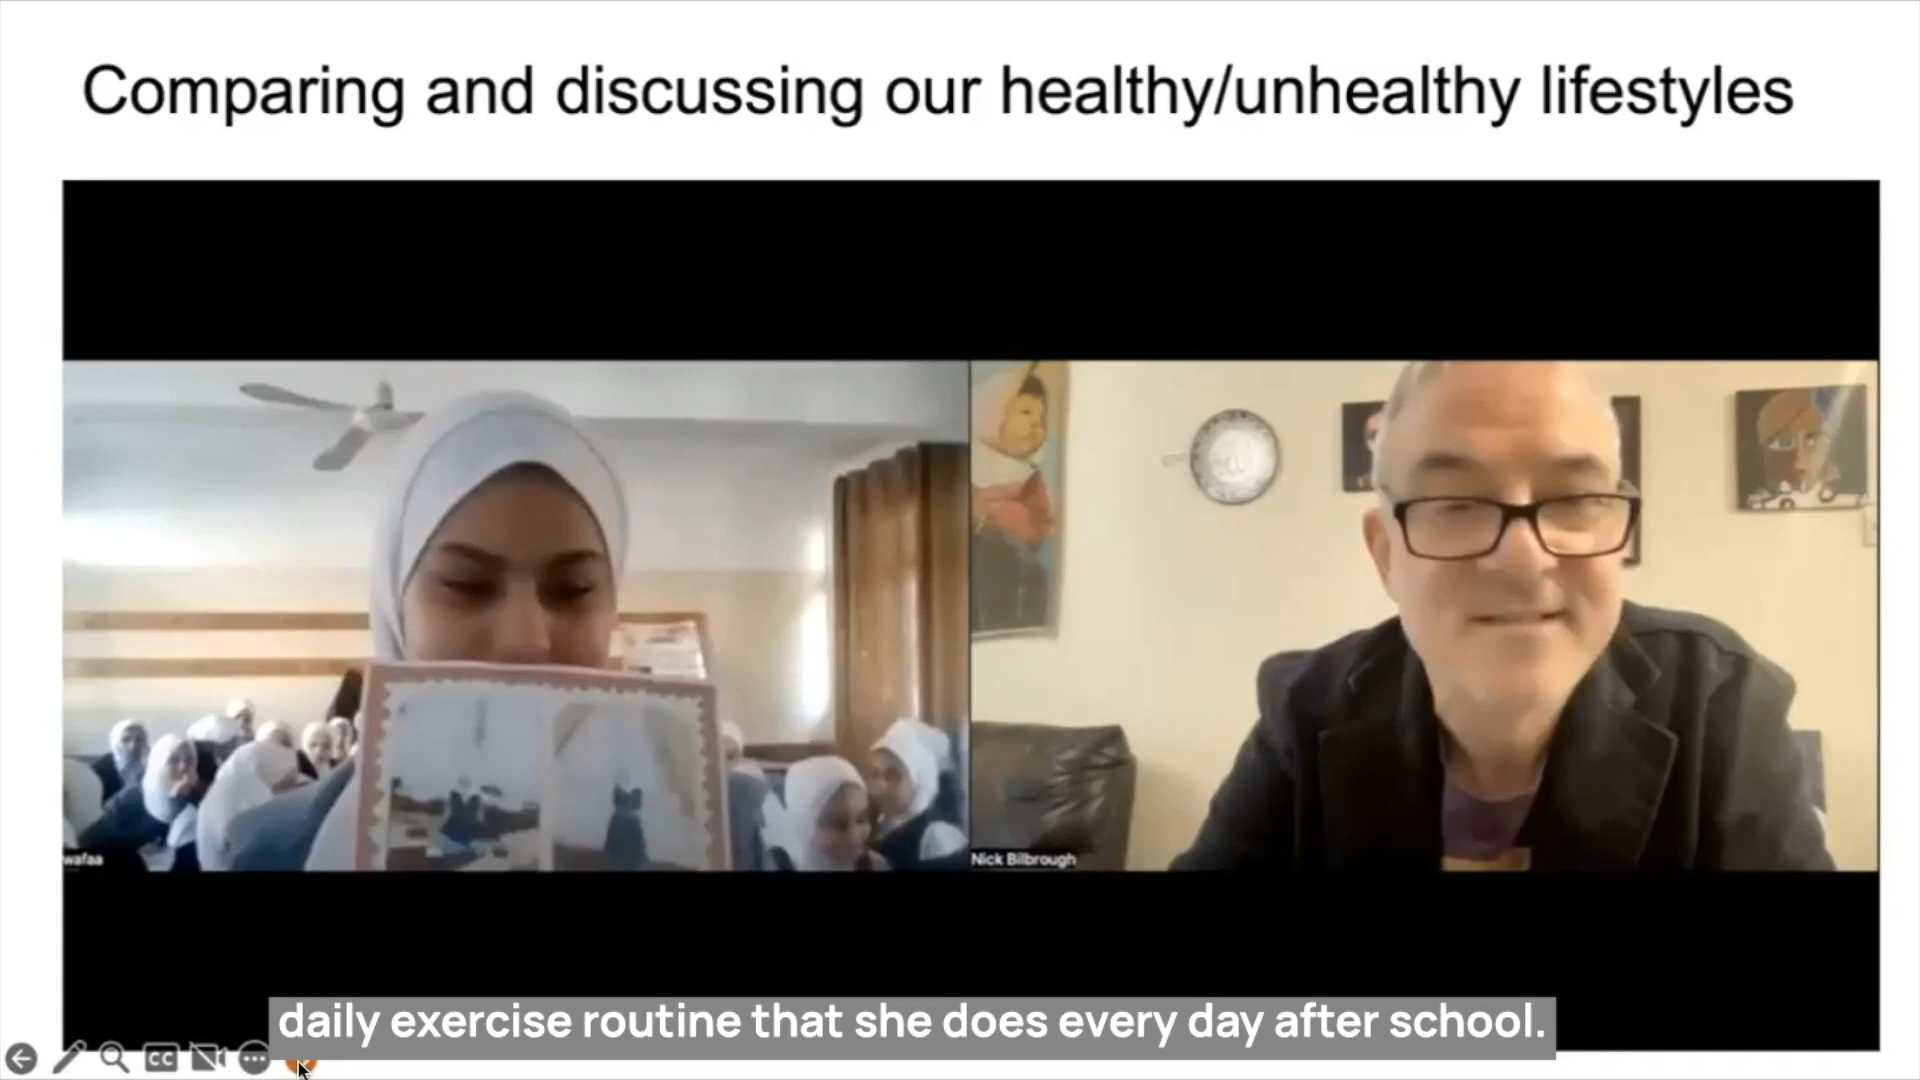 Comparing and discussing our healthy/unhealthy lifestyles
wafaa
Nick Bilbrough
daily exercise routine that she does every day after school.
CC